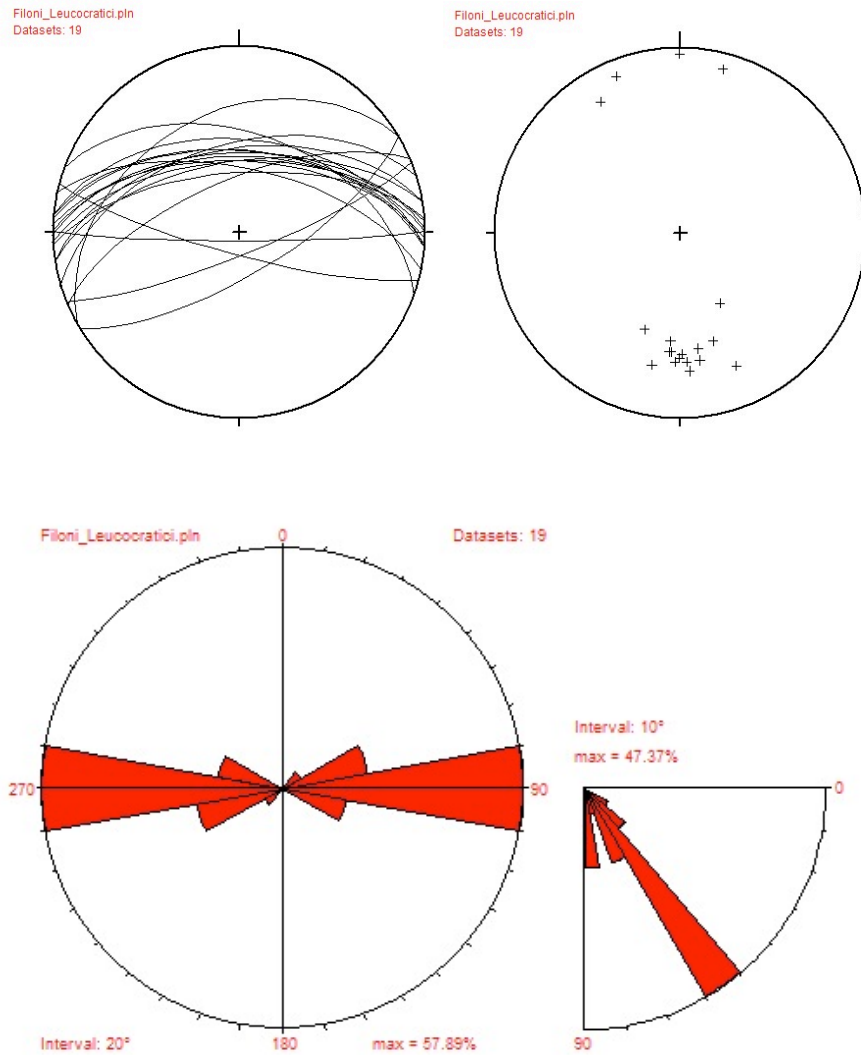 Filoni_Leucocratici.pln
Datasets: 19
Filoni_Leucocratici.pln
Datasets: 19
Filoni_Leucocratici.pln
0
Datasets: 19
270
90
Interval: 20°
180
max = 57.89%
Interval: 10°
max = 47.37%
0
90